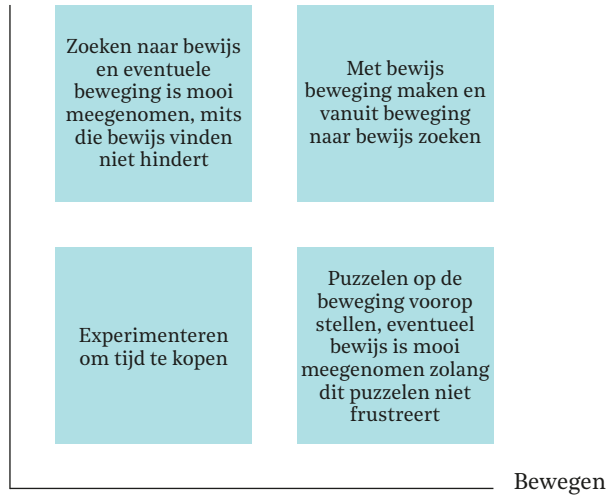 Zoeken naar bewijs
en eventuele
beweging is mooi
meegenomen, mits
die bewijs vinden
niet hindert
Met bewijs
beweging maken en
vanuit beweging
naar bewijs zoeken
Experimenteren
om tijd te kopen
Puzzelen op de
beweging voorop
stellen, eventueel
bewijs is mooi
meegenomen zolang
dit puzzelen niet
frustreert
Bewegen